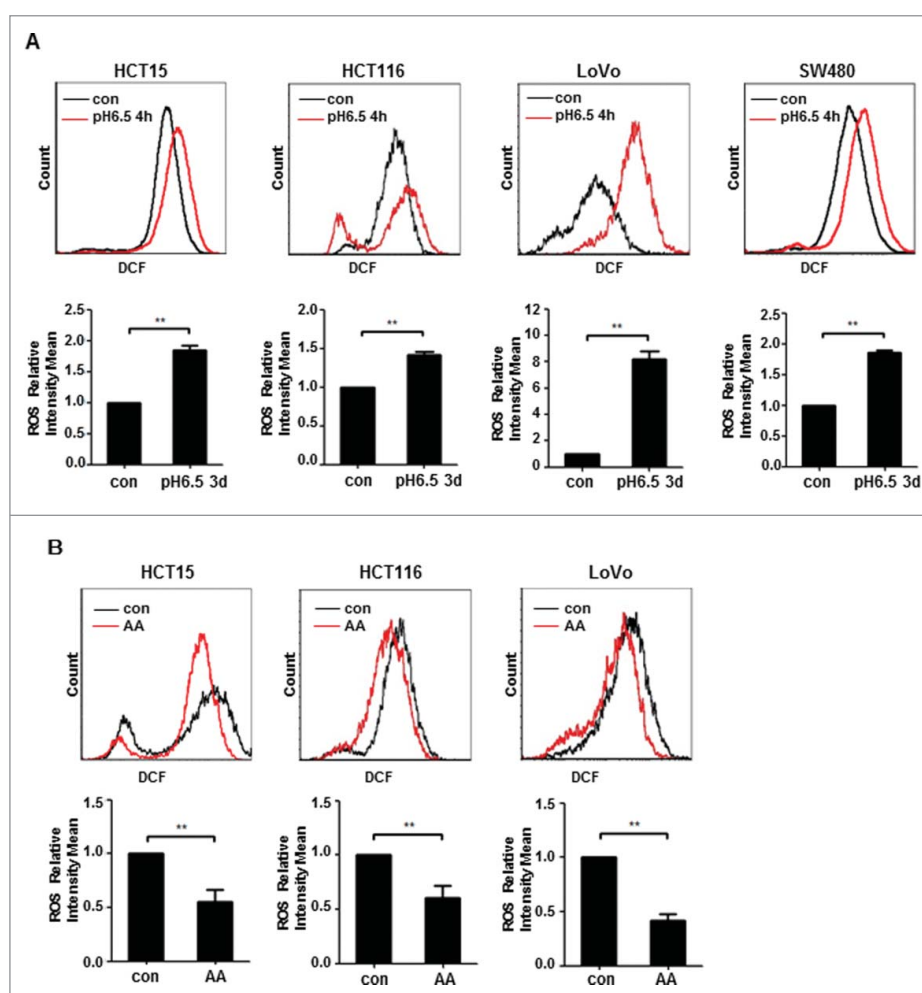 A
HCT15
con
pH6.5 4h
Count
DCF
HCT116
con
pH6.5 4h
Count
DCF
LoVo
con
pH6.5 4h
Count
DCF
SW480
con
pH6.5 4h
Count
DCF
ROS Relative
Intensity Mean
2.5
2.0
1.5
1.0
0.5
0.0
**
con
pH6.5 3d
ROS Relative
Intensity Mean
2.0
1.5
1.0
0.5
0.0
**
con
pH6.5 3d
ROS Relative
Intensity Mean
12
10
8
6
4
2
0
**
con
pH6.5 3d
ROS Relative
Intensity Mean
2.5
2.0
1.5
1.0
0.5
0.0
**
con
pH6.5 3d
B
HCT15
con
AA
Count
DCF
HCT116
con
AA
Count
DCF
LoVo
con
AA
Count
DCF
ROS Relative
Intensity Mean
1.5
1.0
0.5
0.0
**
con
AA
ROS Relative
Intensity Mean
1.5
1.0
0.5
0.0
**
con
AA
ROS Relative
Intensity Mean
1.5
1.0
0.5
0.0
**
con
AA